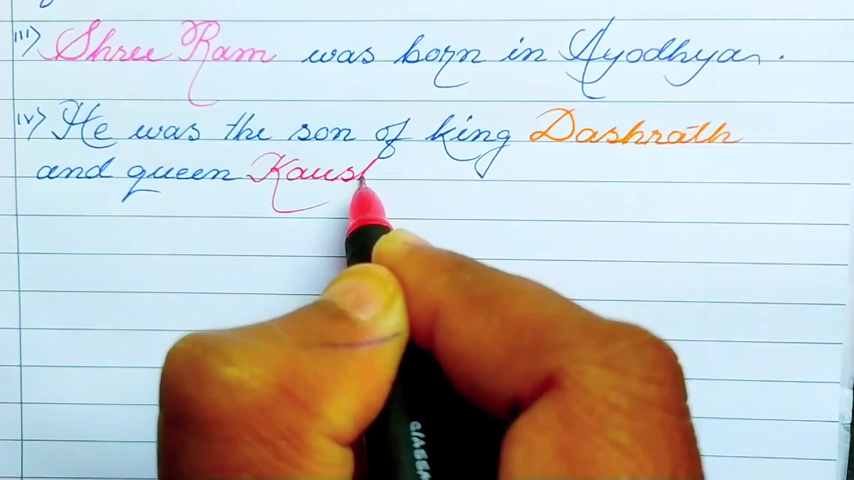 iii) Shree Ram was born in Ayodhya.
iv) He was the son of king Dashrath
and queen Kaus